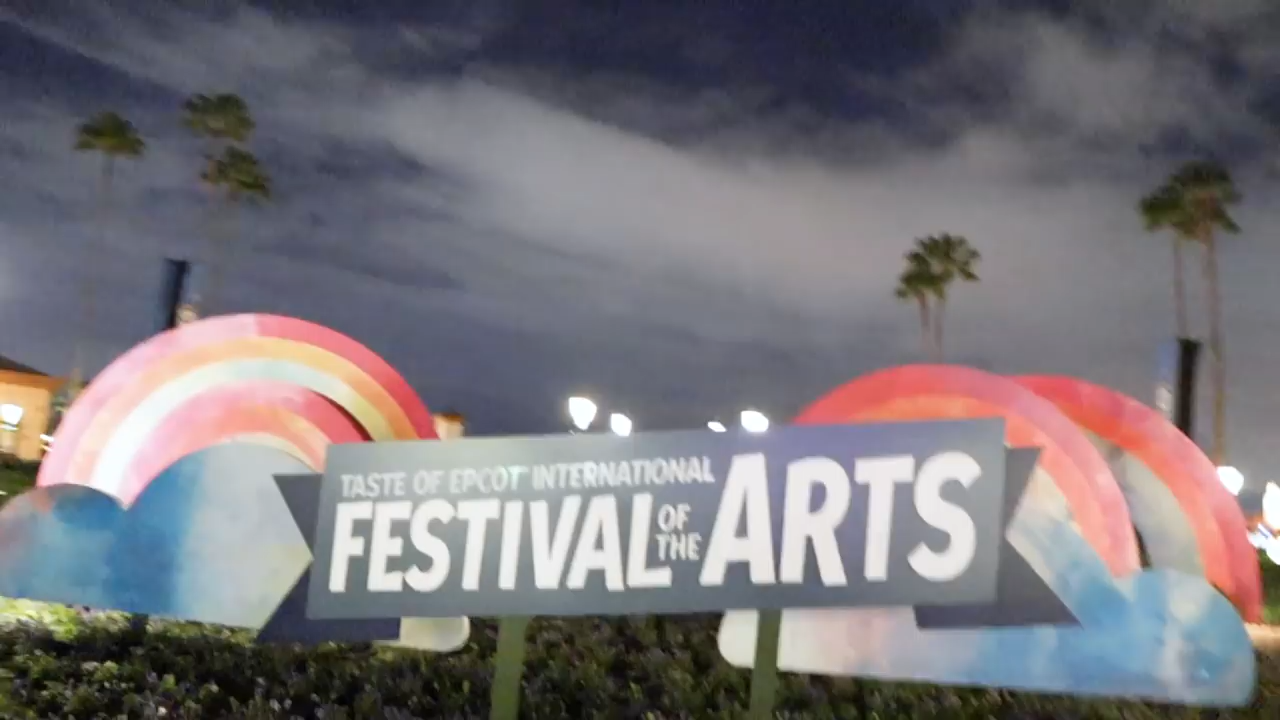 TASTE OF EPCOT INTERNATIONAL
FESTIVAL OF THE ARTS